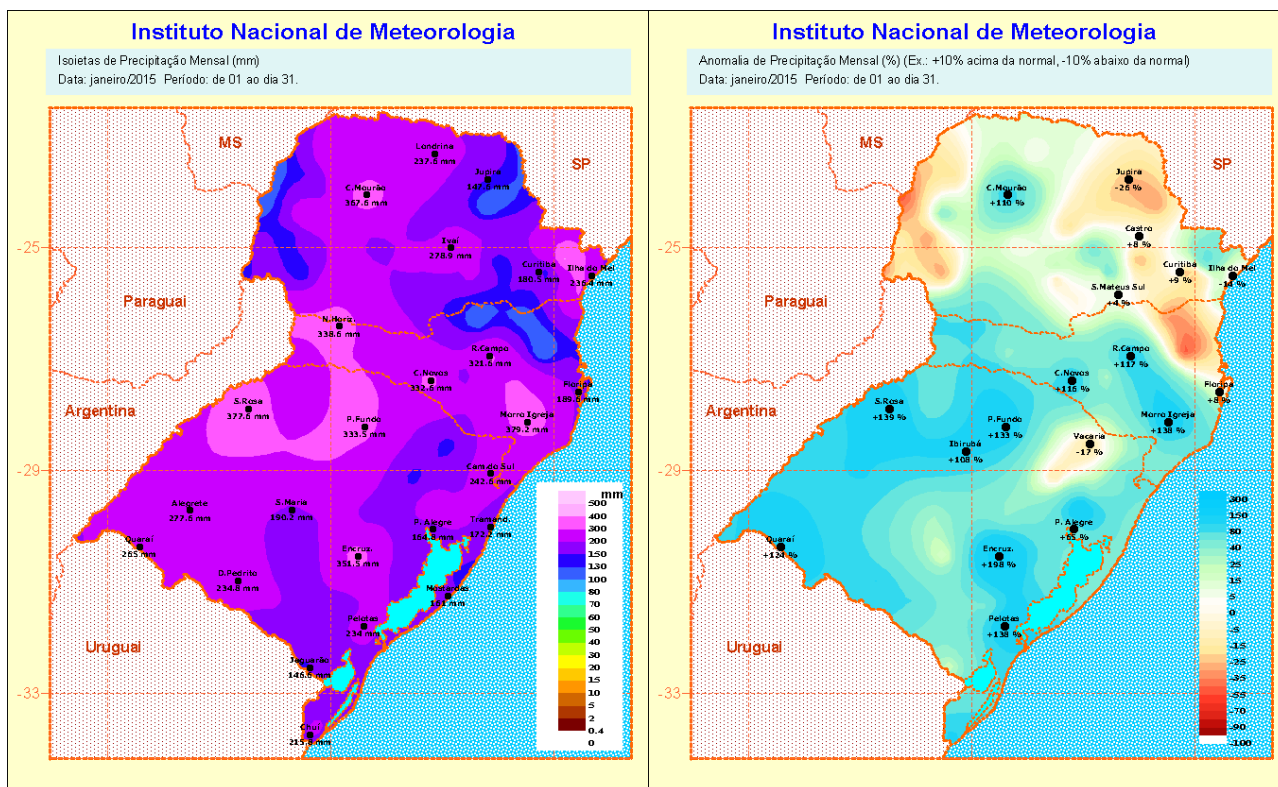 Instituto Nacional de Meteorologia
Isoietas de Precipitação Mensal (mm)
Data: janeiro/2015 Período: de 01 ao dia 31.
MS
SP
Londrina
237.6 mm
Jupira
147.6 mm
C.Mourão
367.6 mm
Ivaí
278.9 mm
-25
Curitiba
180.5 mm
Ilha do Mel
236.4 mm
Paraguai
N.Horiz.
338.6 mm
R.Campo
321.6 mm
C.Novos
332.6 mm
Floripa
189.6 mm
Argentina
S.Rosa
377.6 mm
P.Fundo
333.5 mm
Morro Igreja
379.2 mm
-29
Cam.do Sul
242.6 mm
Alegrete
277.6 mm
S.Maria
190.2 mm
P. Alegre
164.8 mm
Tramand.
172.2 mm
Quaraí
265 mm
Encruz.
351.5 mm
D.Pedrito
234.8 mm
Mostardas
161 mm
Pelotas
234 mm
Uruguai
Jaguarão
146.6 mm
-33
Chuí
215.8 mm
mm
500
400
300
200
150
130
100
80
70
60
50
40
30
20
15
10
5
2
0.4
0
Instituto Nacional de Meteorologia
Anomalia de Precipitação Mensal (%) (Ex.: +10% acima da normal, -10% abaixo da normal)
Data: janeiro/2015 Período: de 01 ao dia 31.
MS
SP
Jupira
-26 %
C.Mourão
+110 %
Castro
+8 %
-25
Curitiba
+9 %
Ilha do Mel
-14 %
S.Mateus Sul
+4 %
Paraguai
R.Campo
+117 %
C.Novos
+116 %
Floripa
+8 %
Argentina
S.Rosa
+139 %
P.Fundo
+133 %
Morro Igreja
+138 %
Vacaria
-17 %
Ibirubá
+108 %
-29
P. Alegre
+65 %
Quaraí
+124 %
Encruz.
+198 %
Pelotas
+138 %
Uruguai
-33
300
150
80
40
25
15
5
0
-5
-15
-25
-35
-55
-70
-90
-100